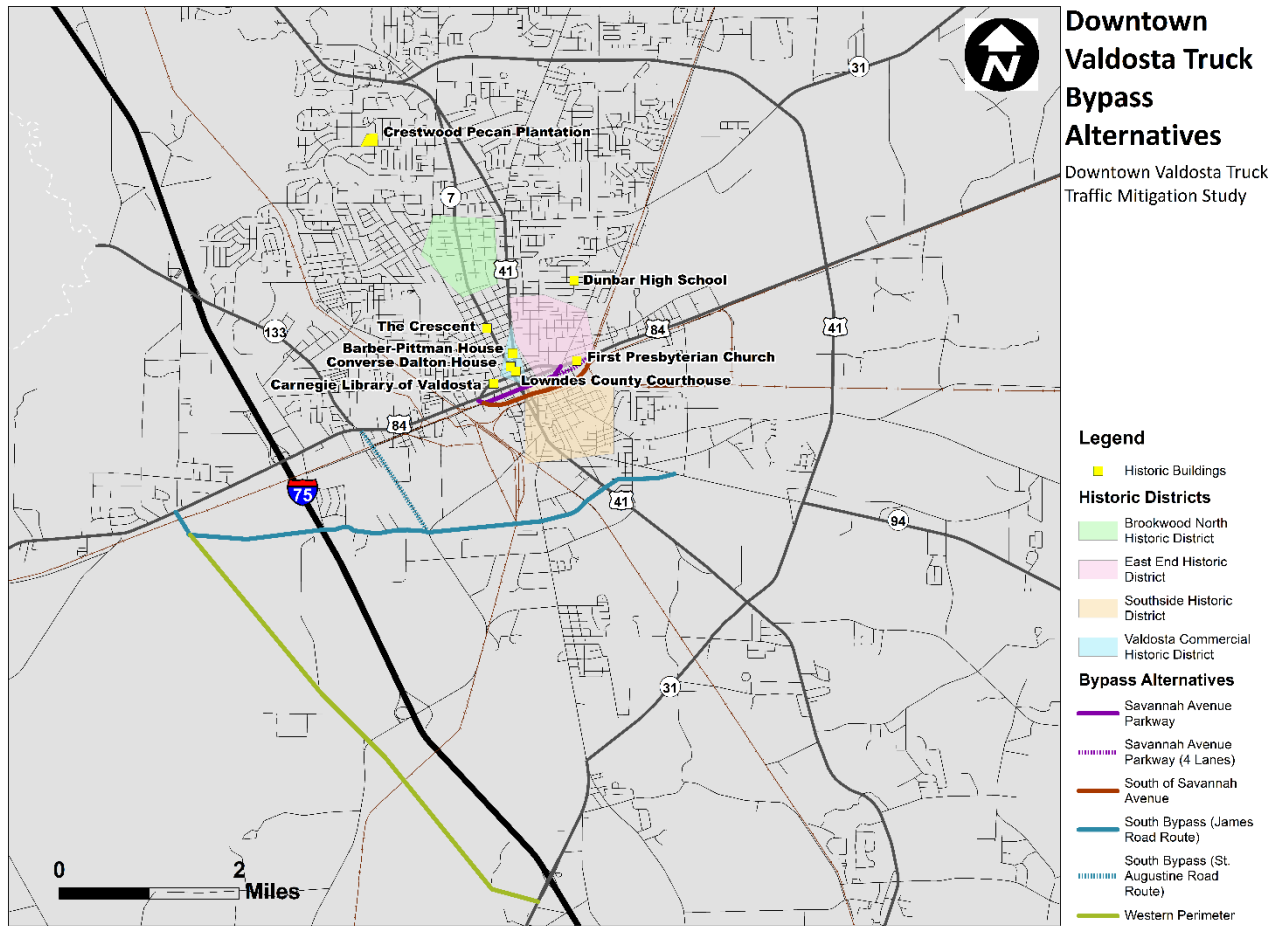 Downtown
Valdosta Truck
Bypass
Alternatives
Downtown Valdosta Truck
Traffic Mitigation Study
N
31
Crestwood Pecan Plantation
7
41
Dunbar High School
133
The Crescent
84
41
Barber-Pittman House
Converse Dalton House
First Presbyterian Church
Carnegie Library of Valdosta
Lowndes County Courthouse
84
75
41
94
31
0
2
Miles
Legend
Historic Buildings
Historic Districts
Brookwood North
Historic District
East End Historic
District
Southside Historic
District
Valdosta Commercial
Historic District
Bypass Alternatives
Savannah Avenue
Parkway
Savannah Avenue
Parkway (4 Lanes)
South of Savannah
Avenue
South Bypass (James
Road Route)
South Bypass (St.
Augustine Road
Route)
Western Perimeter